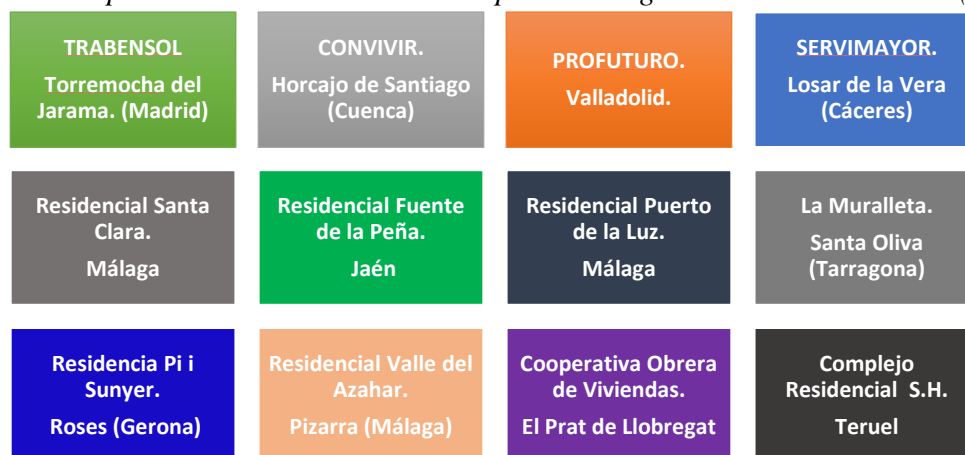 TRABENSOL
Torremocha del
Jarama. (Madrid)
CONVIVIR.
Horcajo de Santiago
(Cuenca)
PROFUTURO.
Valladolid.
SERVIMAYOR.
Losar de la Vera
(Cáceres)
Residencial Santa
Clara.
Málaga
Residencial Fuente
de la Peña.
Jaén
Residencial Puerto
de la Luz.
Málaga
La Muralleta.
Santa Oliva
(Tarragona)
Residencia Pi i
Sunyer.
Roses (Gerona)
Residencial Valle del
Azahar.
Pizarra (Málaga)
Cooperativa Obrera
de Viviendas.
El Prat de Llobregat
Complejo
Residencial S.H.
Teruel